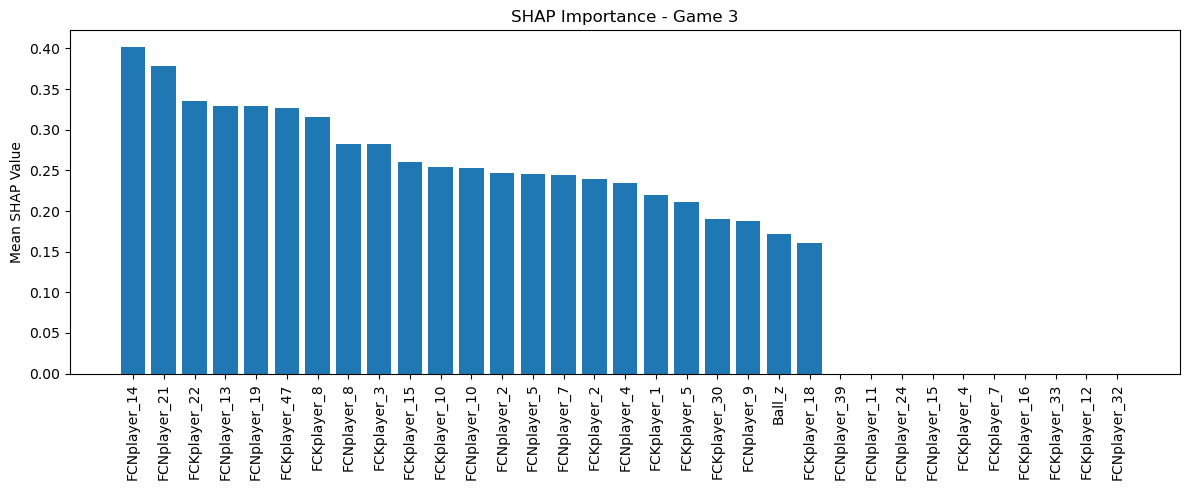 SHAP Importance - Game 3
Mean SHAP Value
0.40
0.35
0.30
0.25
0.20
0.15
0.10
0.05
0.00
FCNplayer_14
FCNplayer_21
FCKplayer_22
FCNplayer_13
FCNplayer_19
FCKplayer_47
FCKplayer_8
FCNplayer_8
FCKplayer_3
FCKplayer_15
FCKplayer_10
FCNplayer_10
FCNplayer_2
FCNplayer_5
FCNplayer_7
FCKplayer_2
FCNplayer_4
FCKplayer_1
FCKplayer_5
FCKplayer_30
FCNplayer_9
Ball_z
FCKplayer_18
FCNplayer_39
FCNplayer_11
FCNplayer_24
FCNplayer_15
FCKplayer_4
FCKplayer_7
FCKplayer_16
FCKplayer_33
FCKplayer_12
FCNplayer_32